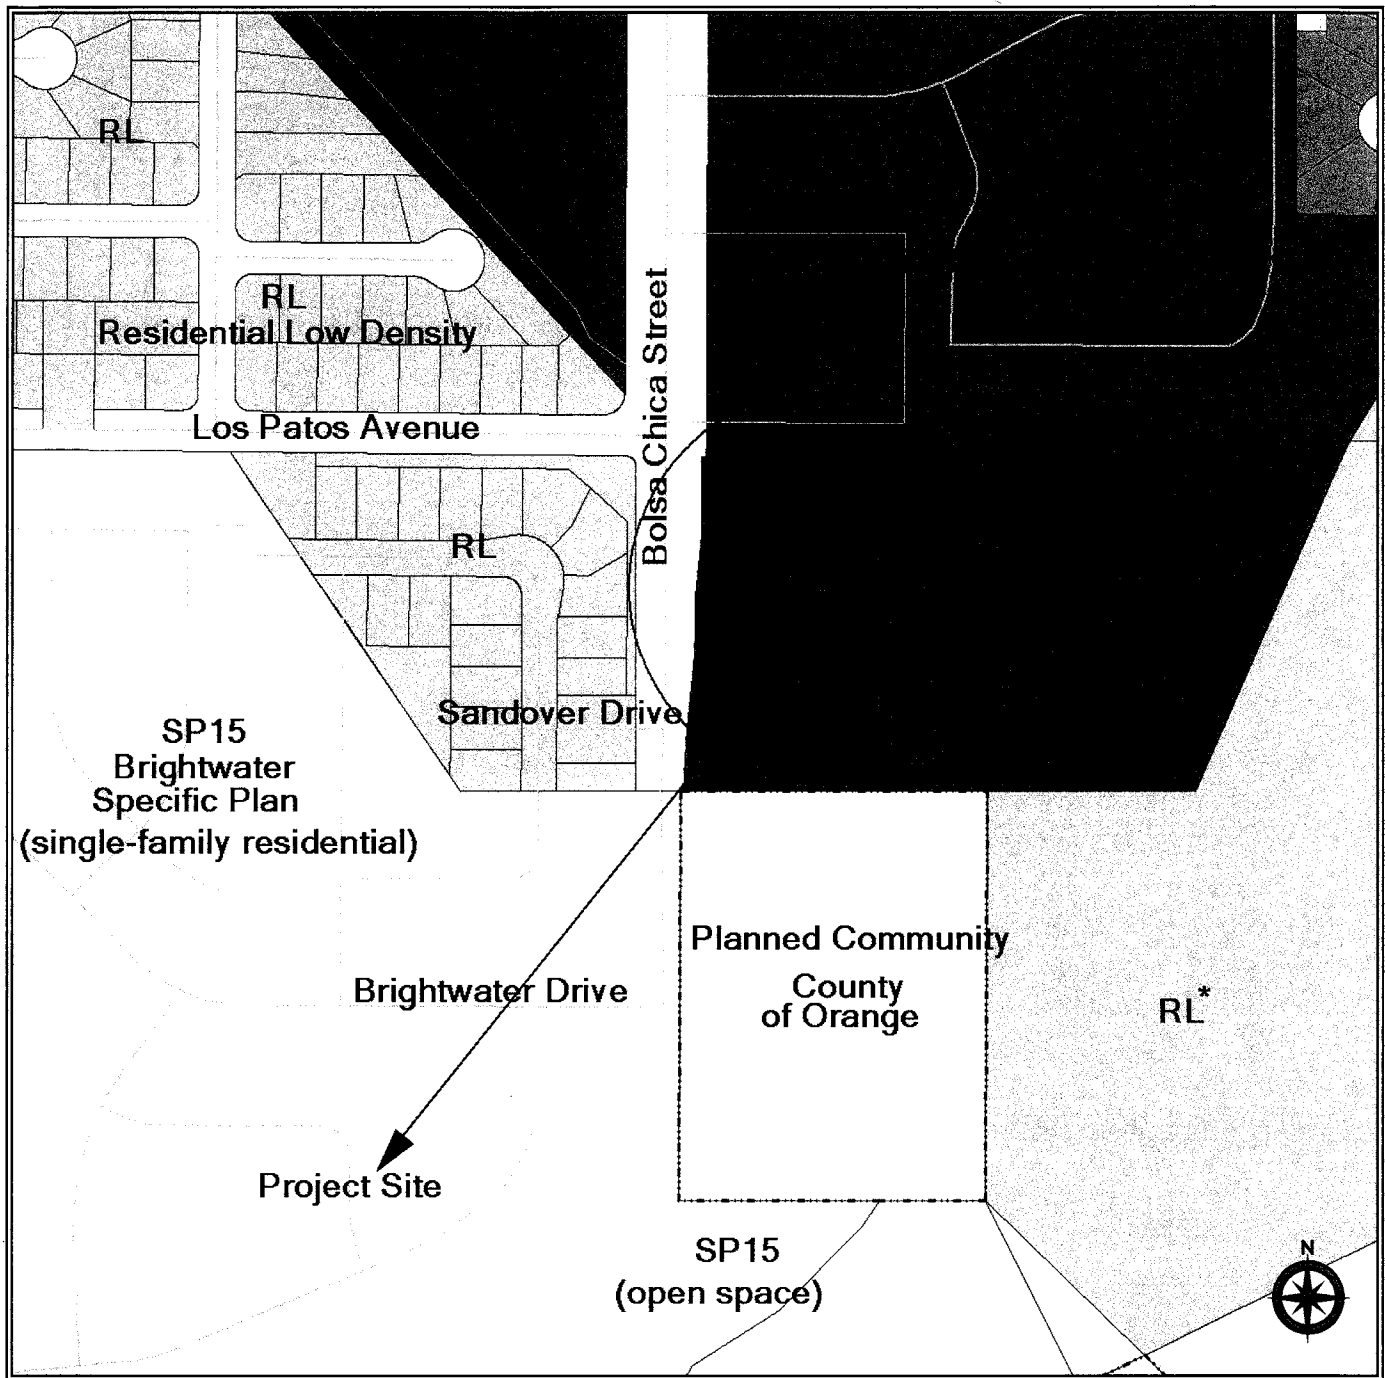 RL
RL
Residential Low Density
Bolsa Chica Street
Los Patos Avenue
RL
Sandover Drive
SP15
Brightwater
Specific Plan
(single-family residential)
Planned Community
County
of Orange
Brightwater Drive
RL*
Project Site
SP15
(open space)
N